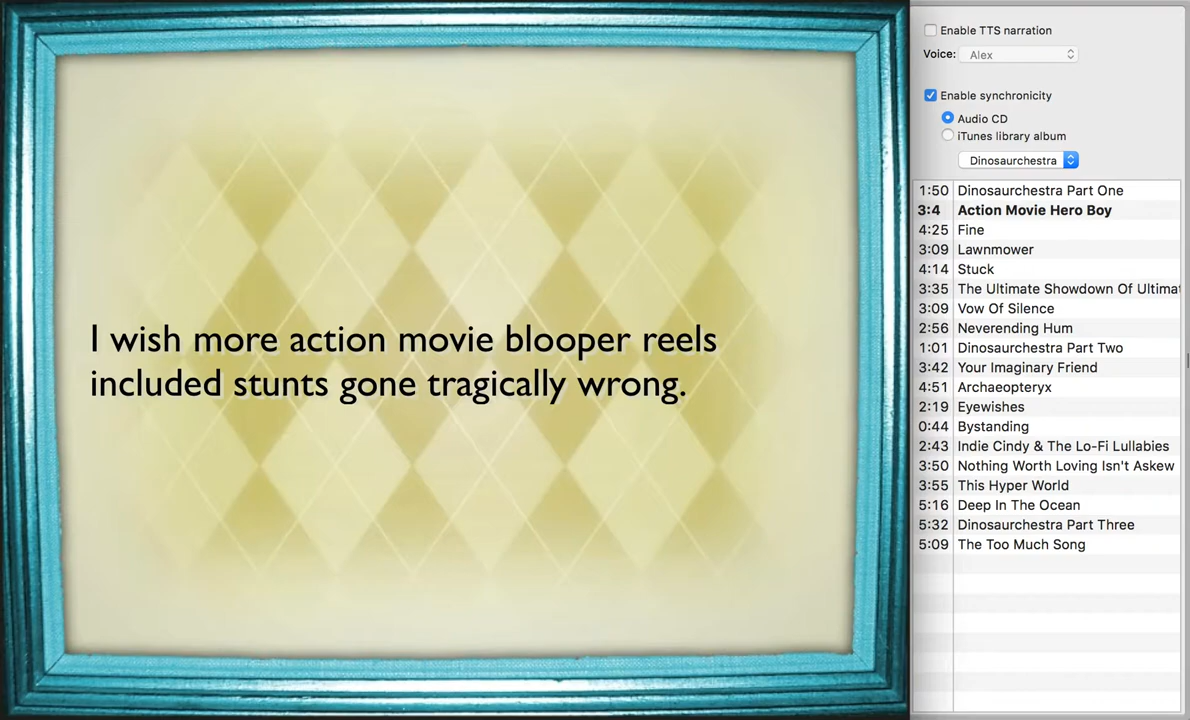 I wish more action movie blooper reels
included stunts gone tragically wrong.
Enable TTS narration
Voice: Alex
Enable synchronicity
Audio CD
iTunes library album
Dinosaurchestra
1:50 Dinosaurchestra Part One
3:4 Action Movie Hero Boy
4:25 Fine
3:09 Lawnmower
4:14 Stuck
3:35 The Ultimate Showdown Of Ultimat
3:09 Vow Of Silence
2:56 Neverending Hum
1:01 Dinosaurchestra Part Two
3:42 Your Imaginary Friend
4:51 Archaeopteryx
2:19 Eyewishes
0:44 Bystanding
2:43 Indie Cindy & The Lo-Fi Lullabies
3:50 Nothing Worth Loving Isn't Askew
3:55 This Hyper World
5:16 Deep In The Ocean
5:32 Dinosaurchestra Part Three
5:09 The Too Much Song